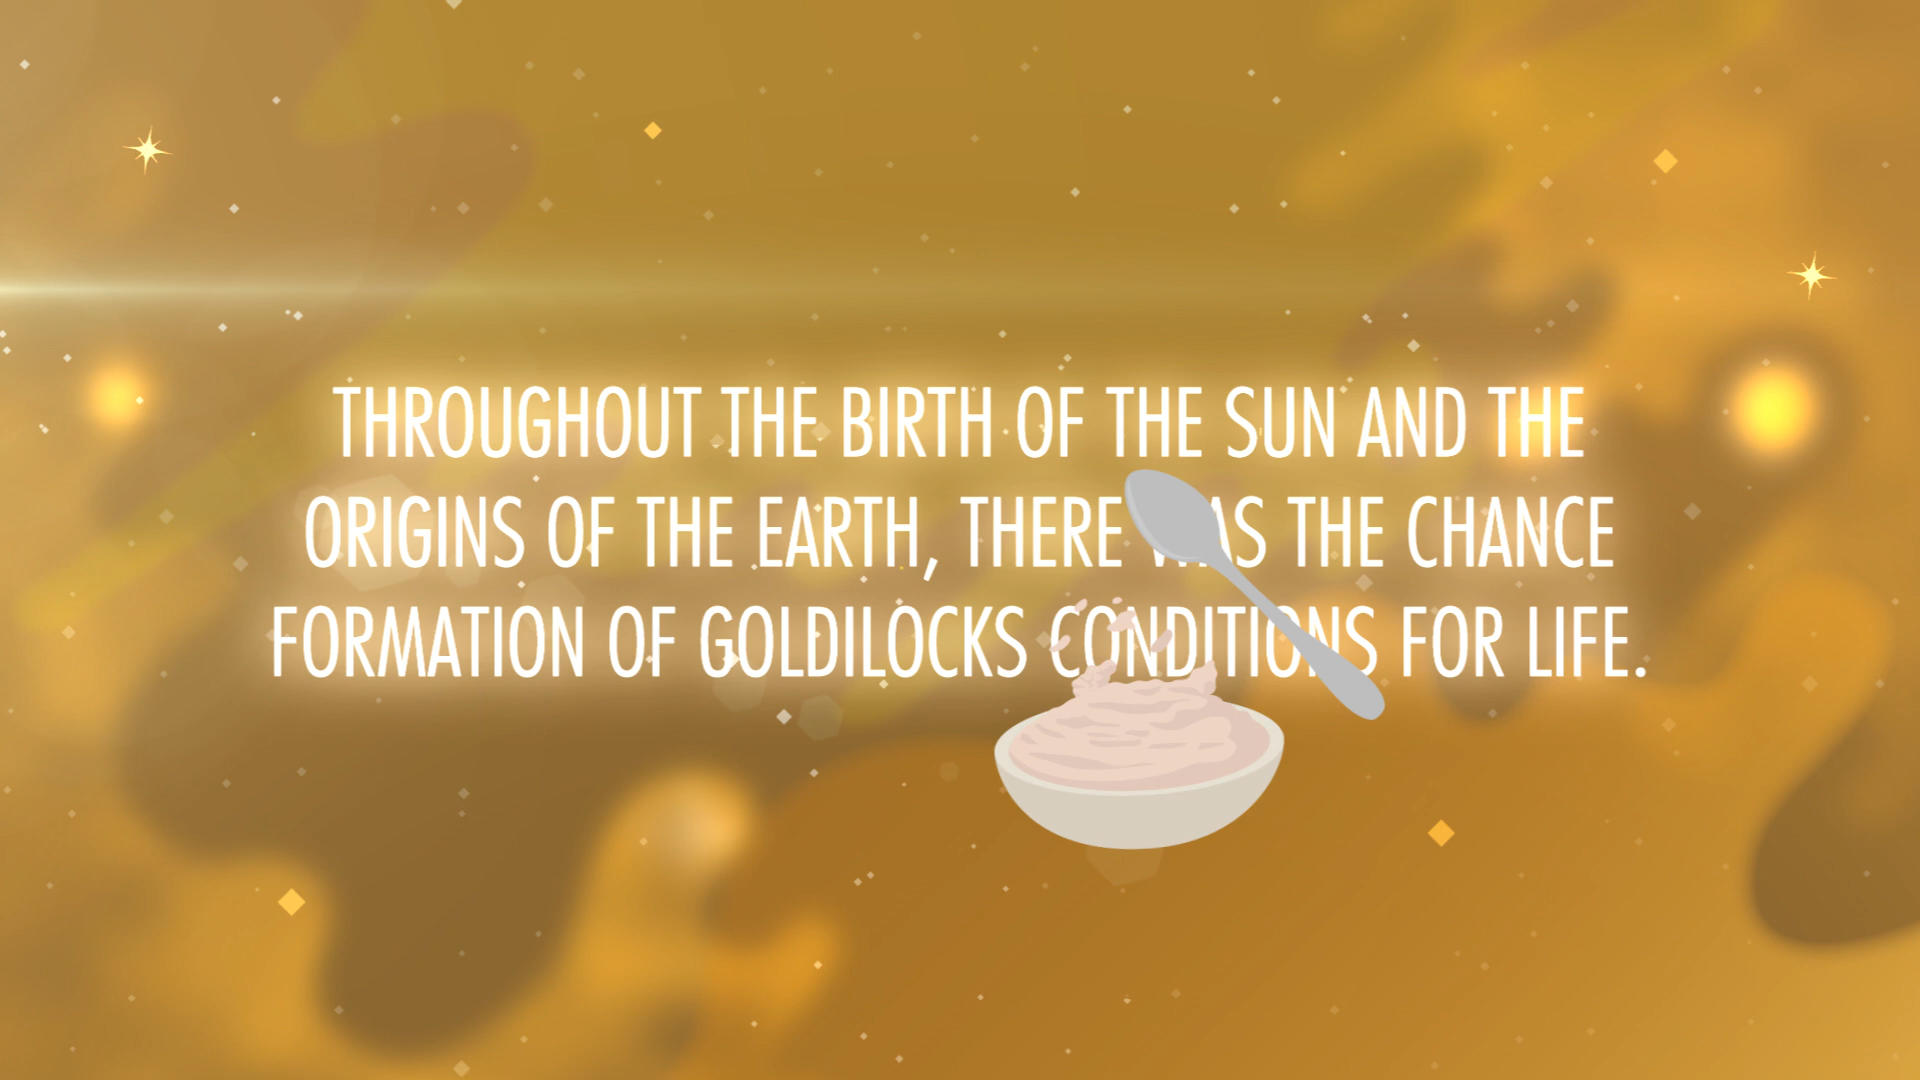 THROUGHOUT THE BIRTH OF THE SUN AND THE
ORIGINS OF THE EARTH, THERE WAS THE CHANCE
FORMATION OF GOLDILOCKS CONDITIONS FOR LIFE.